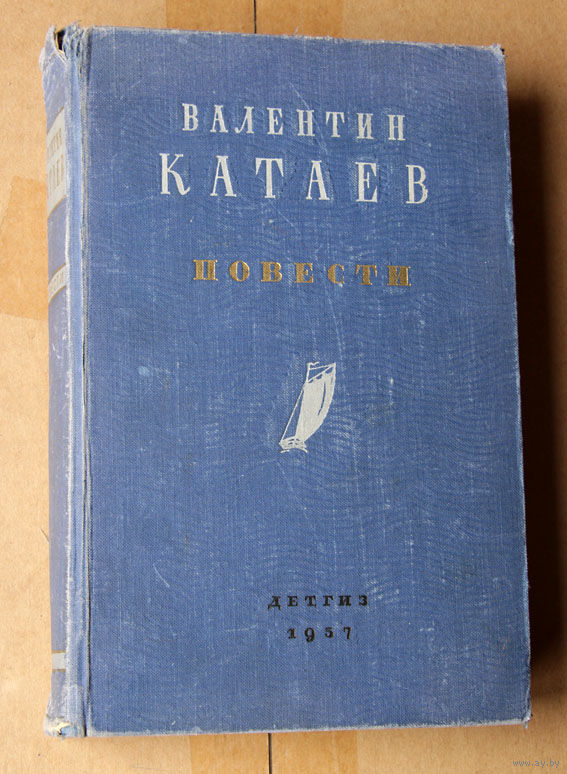 ВАЛЕНТИН
КАТАЕВ
ПОВЕСТИ
ДЕТГИЗ
1957
www.ay.by